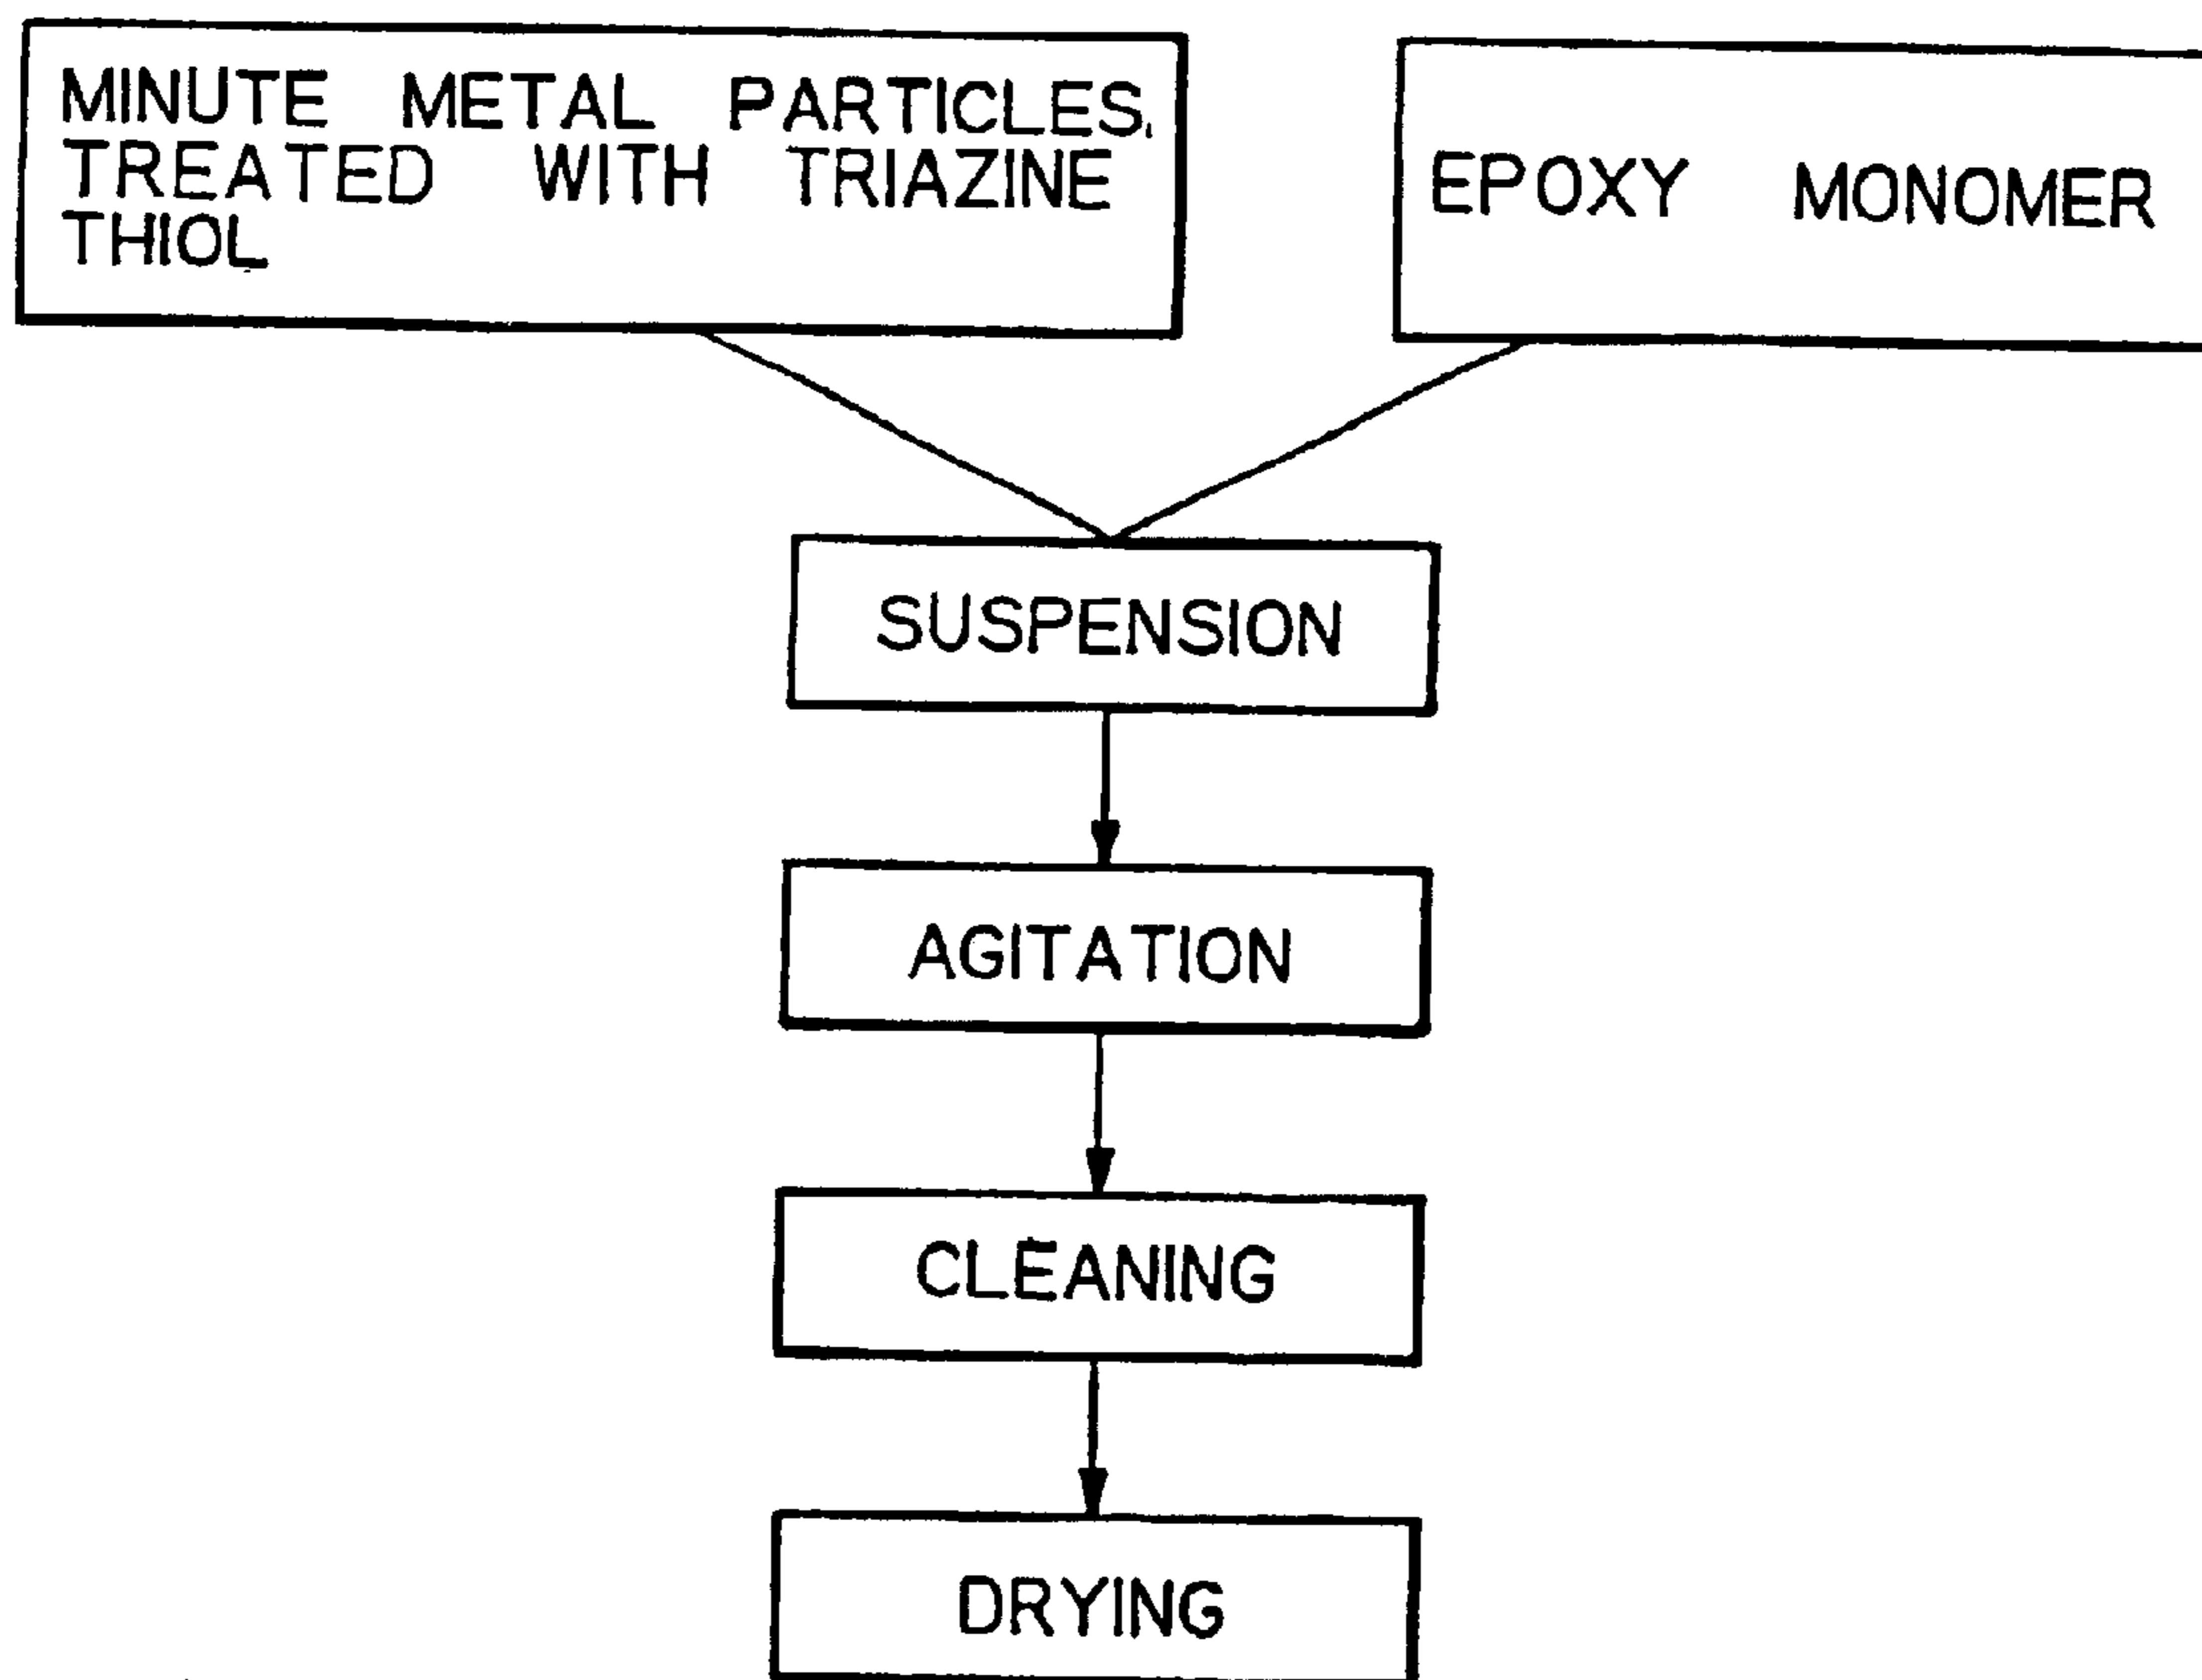 MINUTE METAL PARTICLES,
TREATED WITH TRIAZINE
THIOL
EPOXY MONOMER
SUSPENSION
AGITATION
CLEANING
DRYING